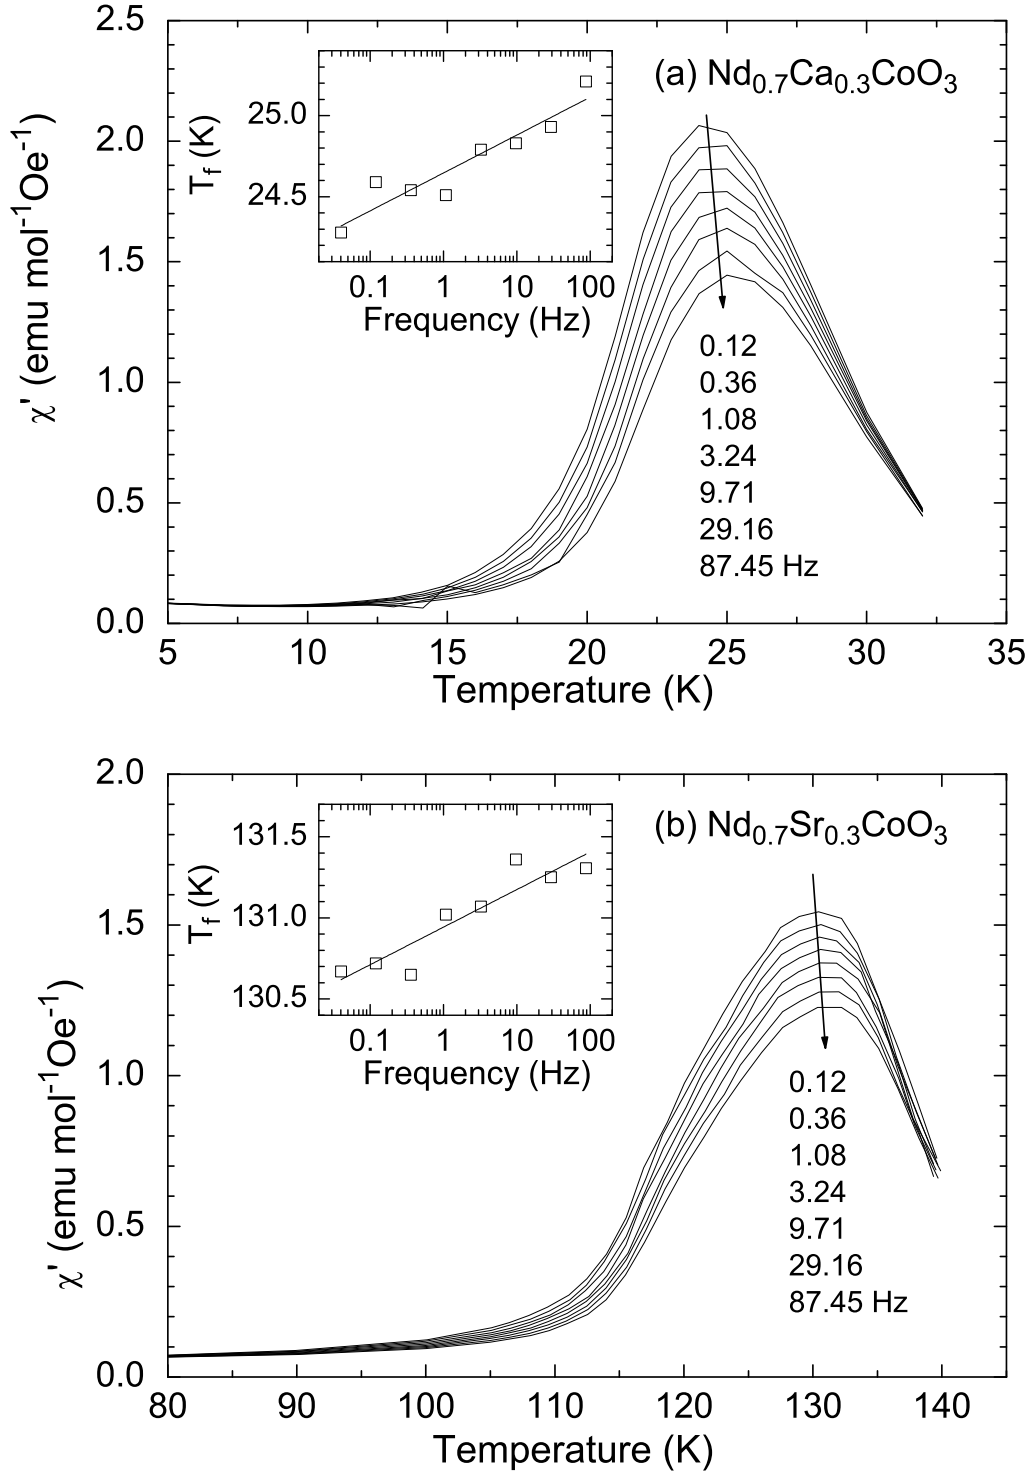 (a) Nd0.7Ca0.3CoO3
χ' (emu mol-1Oe-1)
2.5
2.0
1.5
1.0
0.5
0.0
5 10 15 20 25 30 35
Temperature (K)
Tf (K)
25.0
24.5
0.1 1 10 100
Frequency (Hz)
0.12
0.36
1.08
3.24
9.71
29.16
87.45 Hz
(b) Nd0.7Sr0.3CoO3
χ' (emu mol-1Oe-1)
2.0
1.5
1.0
0.5
0.0
80 90 100 110 120 130 140
Temperature (K)
Tf (K)
131.5
131.0
130.5
0.1 1 10 100
Frequency (Hz)
0.12
0.36
1.08
3.24
9.71
29.16
87.45 Hz